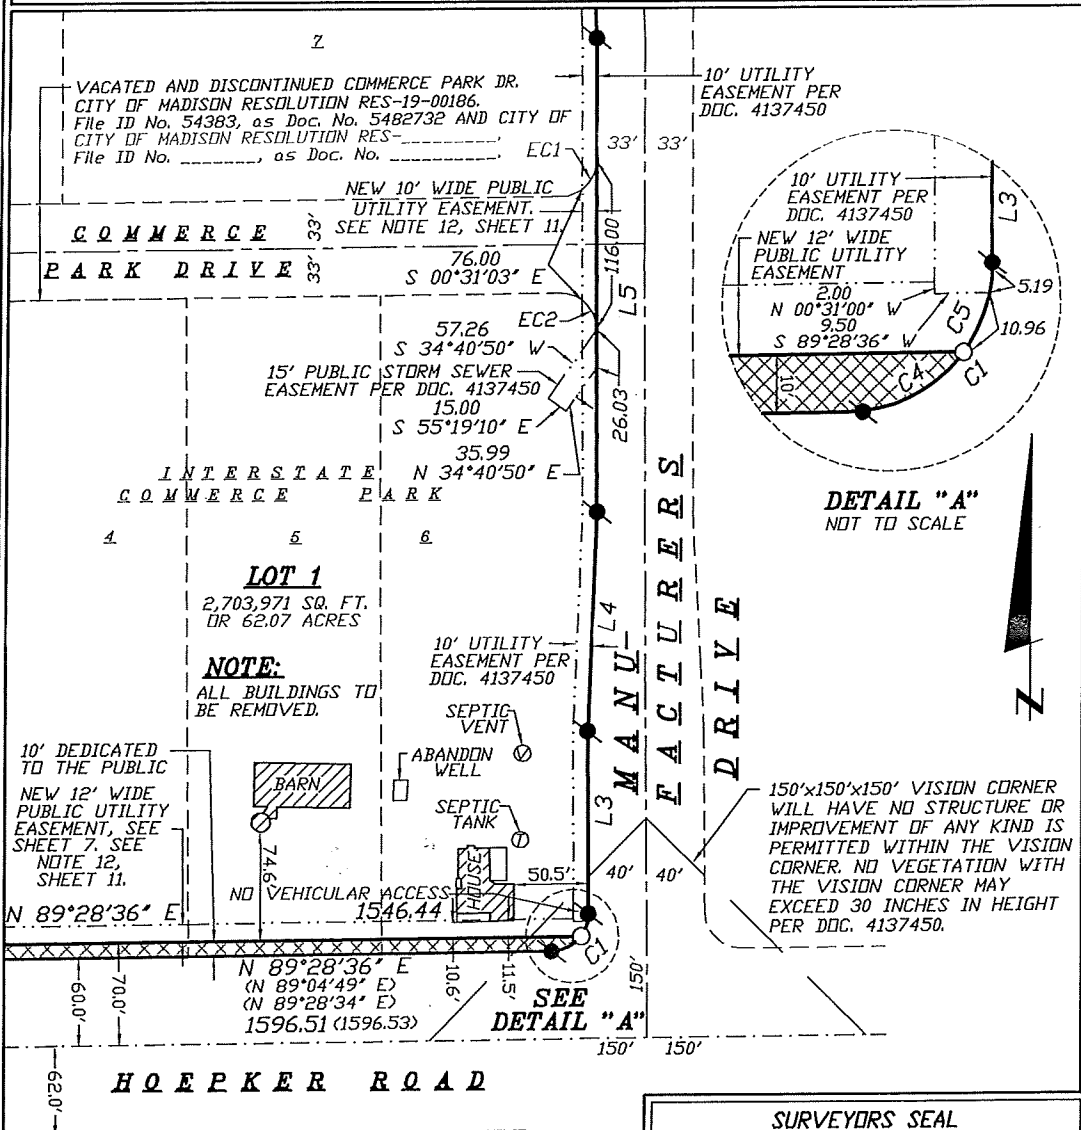 7
VACATED AND DISCONTINUED COMMERCE PARK DR.
CITY OF MADISON RESOLUTION RES-19-00186.
File ID No. 54383, as Doc. No. 5482732 AND CITY OF
CITY OF MADISON RESOLUTION RES-_________,
File ID No. _______, as Doc. No. __________.
EC1
NEW 10' WIDE PUBLIC
UTILITY EASEMENT.
SEE NOTE 12, SHEET 11.
COMMERCE
PARK DRIVE
33'
33'
76.00
S 00°31'03" E
116.00
L5
EC2
57.26
S 34°40'50" W
15' PUBLIC STORM SEWER
EASEMENT PER DOC. 4137450
15.00
S 55°19'10" E
26.03
35.99
N 34°40'50" E
INTERSTATE
COMMERCE PARK
4
5
6
LOT 1
2,703,971 SQ. FT.
OR 62.07 ACRES
NOTE:
ALL BUILDINGS TO
BE REMOVED.
10' UTILITY
EASEMENT PER
DOC. 4137450
L4
10' UTILITY
EASEMENT PER
DOC. 4137450
33'
33'
10' UTILITY
EASEMENT PER
DOC. 4137450
L3
NEW 12' WIDE
PUBLIC UTILITY
EASEMENT
2.00
N 00°31'00" W
9.50
S 89°28'36" W
5.19
10.96
C5
C4
C1
10'
DETAIL "A"
NOT TO SCALE
N
MANU-
FACTURERS
DRIVE
SEPTIC
VENT
V
ABANDON
WELL
SEPTIC
TANK
T
BARN
HOUSE
74.6'
10' DEDICATED
TO THE PUBLIC
NEW 12' WIDE
PUBLIC UTILITY
EASEMENT, SEE
SHEET 7. SEE
NOTE 12,
SHEET 11.
L3
50.5'
40'
40'
150'x150'x150' VISION CORNER
WILL HAVE NO STRUCTURE OR
IMPROVEMENT OF ANY KIND IS
PERMITTED WITHIN THE VISION
CORNER. NO VEGETATION WITH
THE VISION CORNER MAY
EXCEED 30 INCHES IN HEIGHT
PER DOC. 4137450.
NO VEHICULAR ACCESS
N 89°28'36" E
1546.44
C1
N 89°28'36" E
(N 89°04'49" E)
(N 89°28'34" E)
1596.51 (1596.53)
60.0'
70.0'
10.6'
11.5'
150'
SEE
DETAIL "A"
150'
150'
HOEPKER ROAD
62.0'
SURVEYORS SEAL